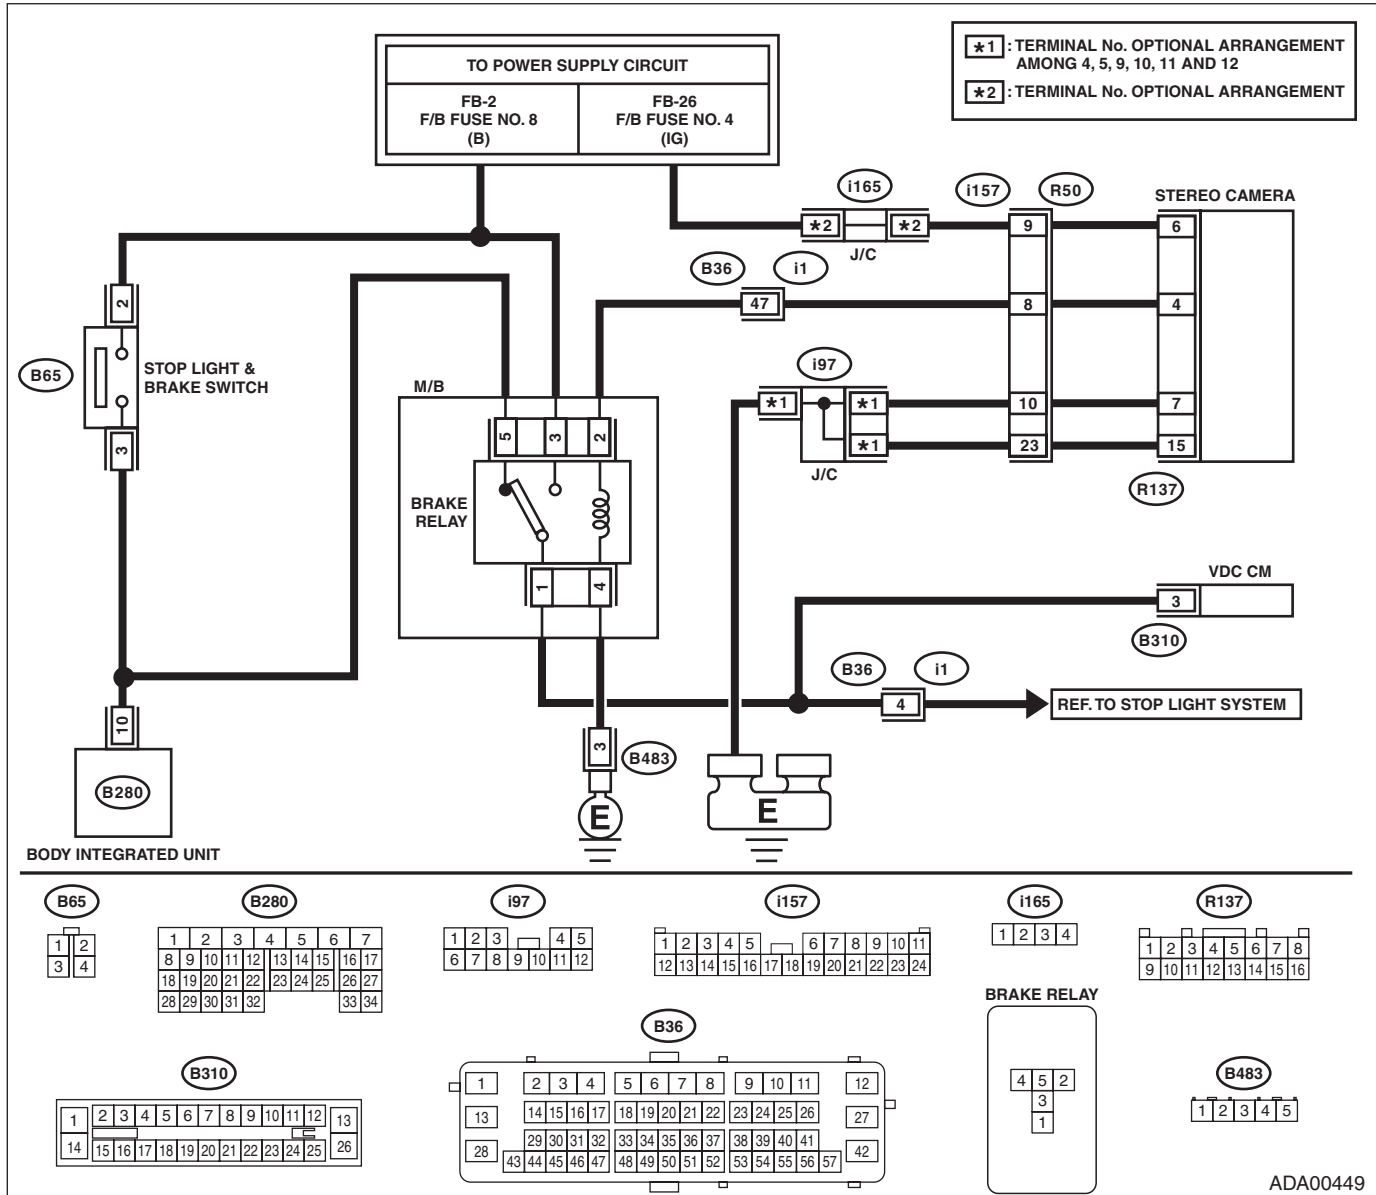 *1 : TERMINAL No. OPTIONAL ARRANGEMENT
AMONG 4, 5, 9, 10, 11 AND 12
*2 : TERMINAL No. OPTIONAL ARRANGEMENT
TO POWER SUPPLY CIRCUIT
FB-2
F/B FUSE NO. 8
(B)
FB-26
F/B FUSE NO. 4
(IG)
i165
i157
R50
STEREO CAMERA
*2
*2
9
6
J/C
B36
i1
47
8
4
2
B65
STOP LIGHT &
BRAKE SWITCH
3
i97
*1
*1
10
7
*1
23
15
J/C
R137
M/B
5
3
2
BRAKE
RELAY
1
4
VDC CM
3
B310
B36
i1
4
REF. TO STOP LIGHT SYSTEM
10
B280
BODY INTEGRATED UNIT
3
B483
E
E
B65
1 2
3 4
B280
1 2 3 4 5 6 7
8 9 10 11 12 13 14 15 16 17
18 19 20 21 22 23 24 25 26 27
28 29 30 31 32 33 34
i97
1 2 3 4 5
6 7 8 9 10 11 12
i157
1 2 3 4 5 6 7 8 9 10 11
12 13 14 15 16 17 18 19 20 21 22 23 24
i165
1 2 3 4
R137
1 2 3 4 5 6 7 8
9 10 11 12 13 14 15 16
B310
1 2 3 4 5 6 7 8 9 10 11 12 13
14 15 16 17 18 19 20 21 22 23 24 25 26
B36
1 2 3 4 5 6 7 8 9 10 11 12
13 14 15 16 17 18 19 20 21 22 23 24 25 26 27
28 29 30 31 32 33 34 35 36 37 38 39 40 41 42
43 44 45 46 47 48 49 50 51 52 53 54 55 56 57
BRAKE RELAY
4 5 2
3
1
B483
1 2 3 4 5
ADA00449